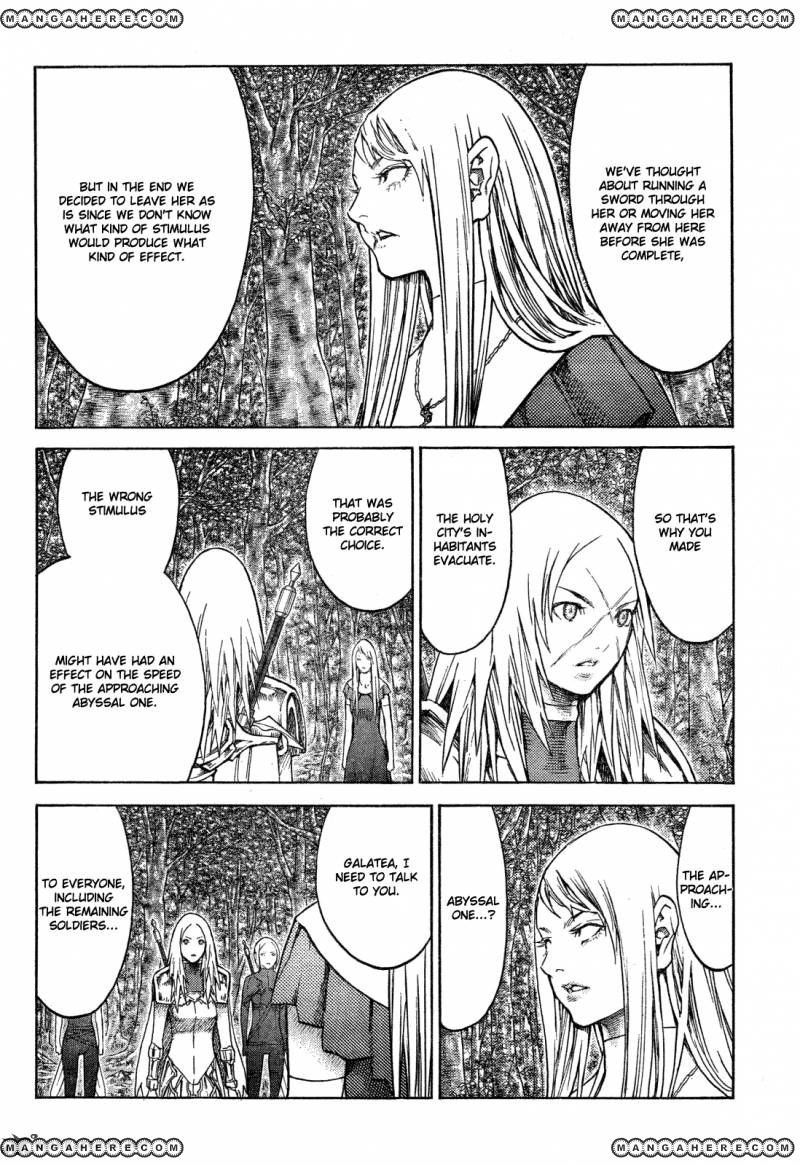 MANGAHERE.COM
MANGAHERE.COM
WE'VE THOUGHT
ABOUT RUNNING A
SWORD THROUGH
HER OR MOVING HER
AWAY FROM HERE
BEFORE SHE WAS
COMPLETE,
BUT IN THE END WE
DECIDED TO LEAVE HER AS
IS SINCE WE DON'T KNOW
WHAT KIND OF STIMULUS
WOULD PRODUCE WHAT
KIND OF EFFECT.
SO THAT'S
WHY YOU
MADE
THE HOLY
CITY'S IN-
HABITANTS
EVACUATE.
THAT WAS
PROBABLY
THE CORRECT
CHOICE.
THE WRONG
STIMULUS
MIGHT HAVE HAD AN
EFFECT ON THE SPEED
OF THE APPROACHING
ABYSSAL ONE.
THE AP-
PROACH-
ING...
ABYSSAL
ONE...?
GALATEA, I
NEED TO TALK
TO YOU.
TO EVERYONE,
INCLUDING
THE REMAINING
SOLDIERS...
MANGAHERE.COM
MANGAHERE.COM